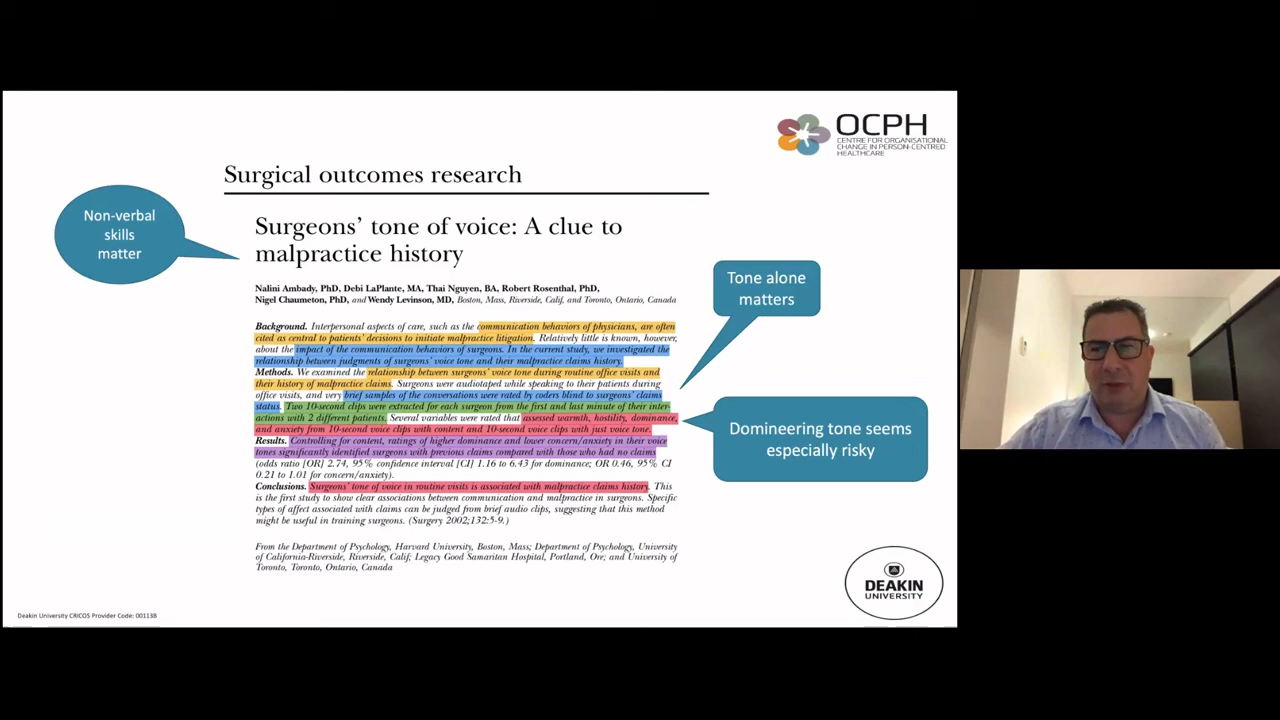 OCPH
CENTRE FOR ORGANISATIONAL
CHANGE IN PERSON-CENTRED
HEALTHCARE
Surgical outcomes research
Non-verbal
skills
matter
Surgeons’ tone of voice: A clue to
malpractice history
Tone alone
matters
Nalini Ambady, PhD, Debi LaPlante, MA, Thai Nguyen, BA, Robert Rosenthal, PhD,
Nigel Chaumeton, PhD, and Wendy Levinson, MD, Boston, Mass, Riverside, Calif, and Toronto, Ontario, Canada
Background. Interpersonal aspects of care, such as the communication behaviors of physicians, are often
cited as central to patients’ decisions to initiate malpractice litigation. Relatively little is known, however,
about the impact of the communication behaviors of surgeons. In the current study, we investigated the
relationship between judgments of surgeons’ voice tone and their malpractice claims history.
Methods. We examined the relationship between surgeons’ voice tone during routine office visits and
their history of malpractice claims. Surgeons were audiotaped while speaking to their patients during
office visits, and very brief samples of the conversations were rated by coders blind to surgeons’ claims
status. Two 10-second clips were extracted for each surgeon from the first and last minute of their inter-
actions with 2 different patients. Several variables were rated that assessed warmth, hostility, dominance,
and anxiety from 10-second voice clips with content and 10-second voice clips with just voice tone.
Results. Controlling for content, ratings of higher dominance and lower concern/anxiety in their voice
tones significantly identified surgeons with previous claims compared with those who had no claims
(odds ratio [OR] 2.74, 95% confidence interval [CI] 1.16 to 6.43 for dominance; OR 0.46, 95% CI
0.21 to 1.01 for concern/anxiety).
Conclusions. Surgeons’ tone of voice in routine visits is associated with malpractice claims history. This
is the first study to show clear associations between communication and malpractice in surgeons. Specific
types of affect associated with claims can be judged from brief audio clips, suggesting that this method
might be useful in training surgeons. (Surgery 2002;132:5-9.)
Domineering tone seems
especially risky
From the Department of Psychology, Harvard University, Boston, Mass; Department of Psychology, University
of California-Riverside, Riverside, Calif; Legacy Good Samaritan Hospital, Portland, Ore; and University of
Toronto, Toronto, Ontario, Canada
DEAKIN
UNIVERSITY
Deakin University CRICOS Provider Code: 00113B